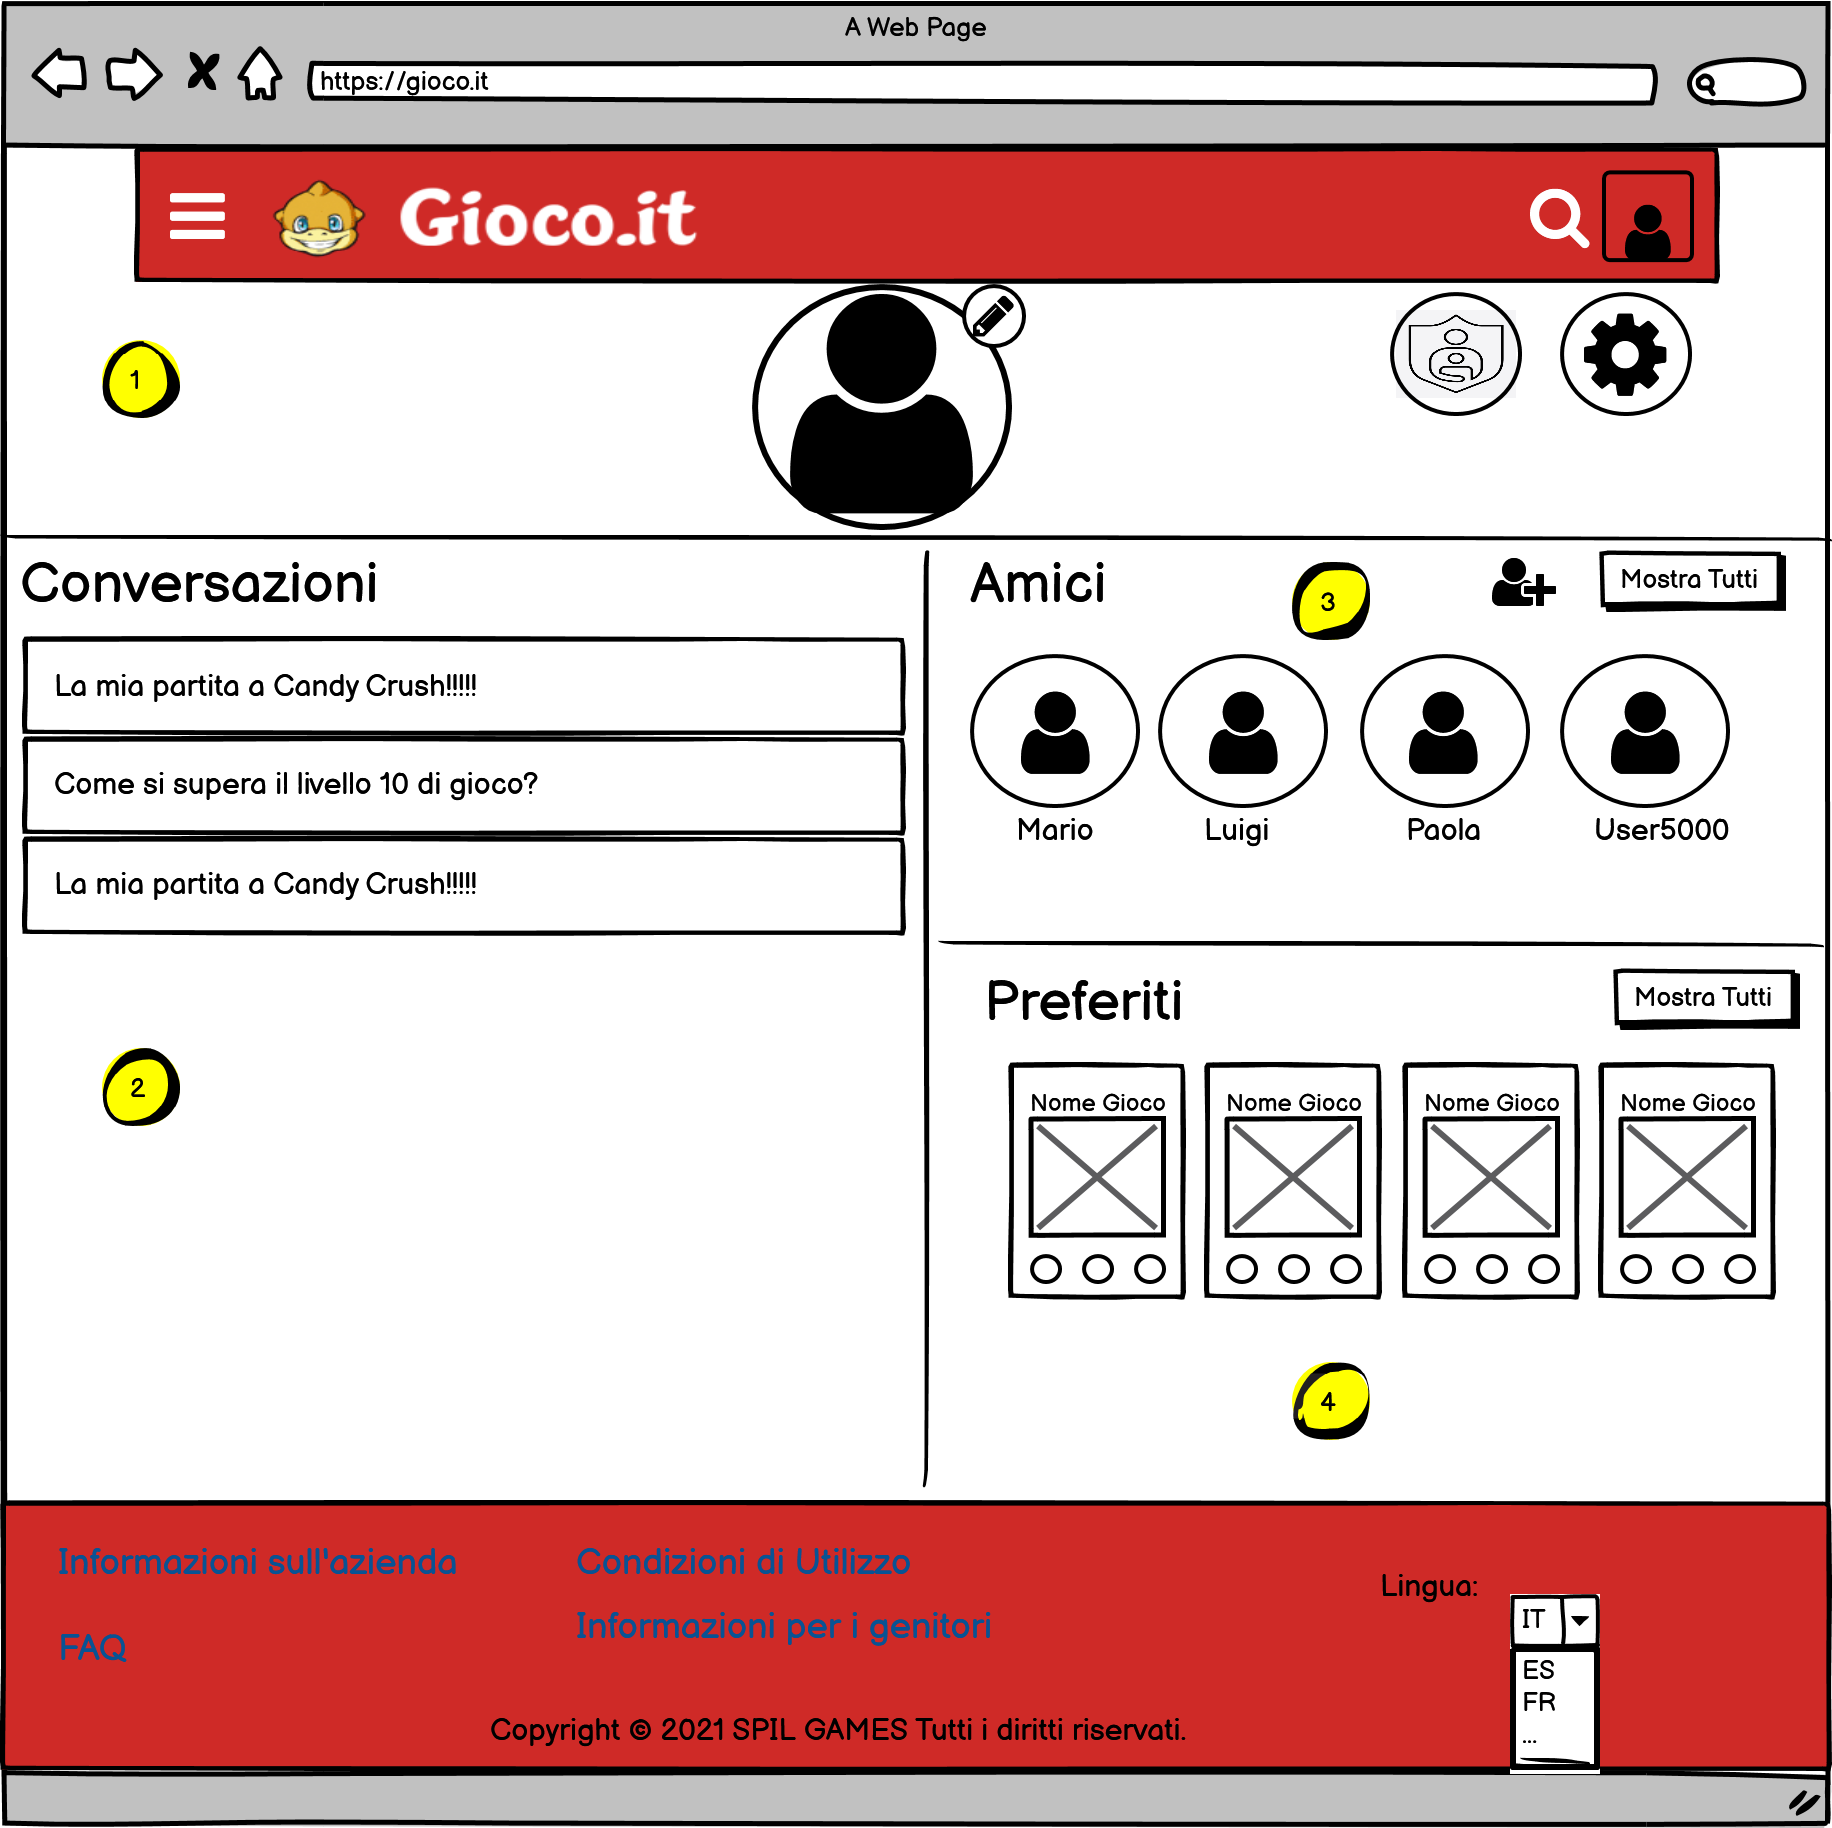 A Web Page
https://gioco.it
Gioco.it
1
Conversazioni
La mia partita a Candy Crush!!!!!
Come si supera il livello 10 di gioco?
La mia partita a Candy Crush!!!!!
2
Amici
3
Mostra Tutti
Mario
Luigi
Paola
User5000
Preferiti
Mostra Tutti
Nome Gioco
Nome Gioco
Nome Gioco
Nome Gioco
4
Informazioni sull'azienda
Condizioni di Utilizzo
FAQ
Informazioni per i genitori
Lingua:
IT
ES
FR
...
Copyright © 2021 SPIL GAMES Tutti i diritti riservati.